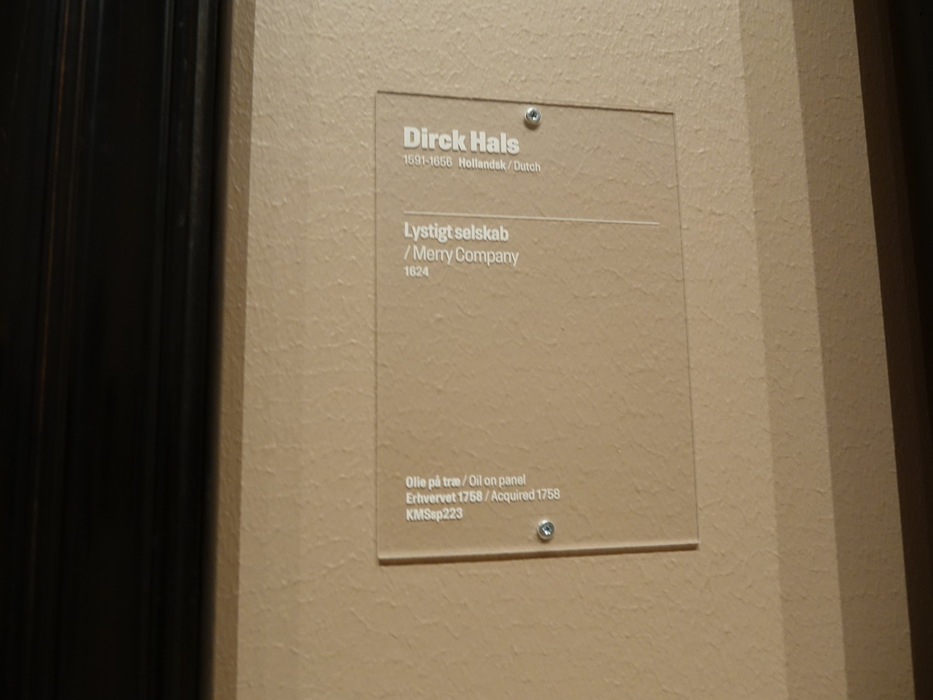 Dirck Hals
1591-1656 Hollandsk / Dutch
Lystigt selskab
/ Merry Company
1624
Olie på træ / Oil on panel
Erhvervet 1758 / Acquired 1758
KMSsp223